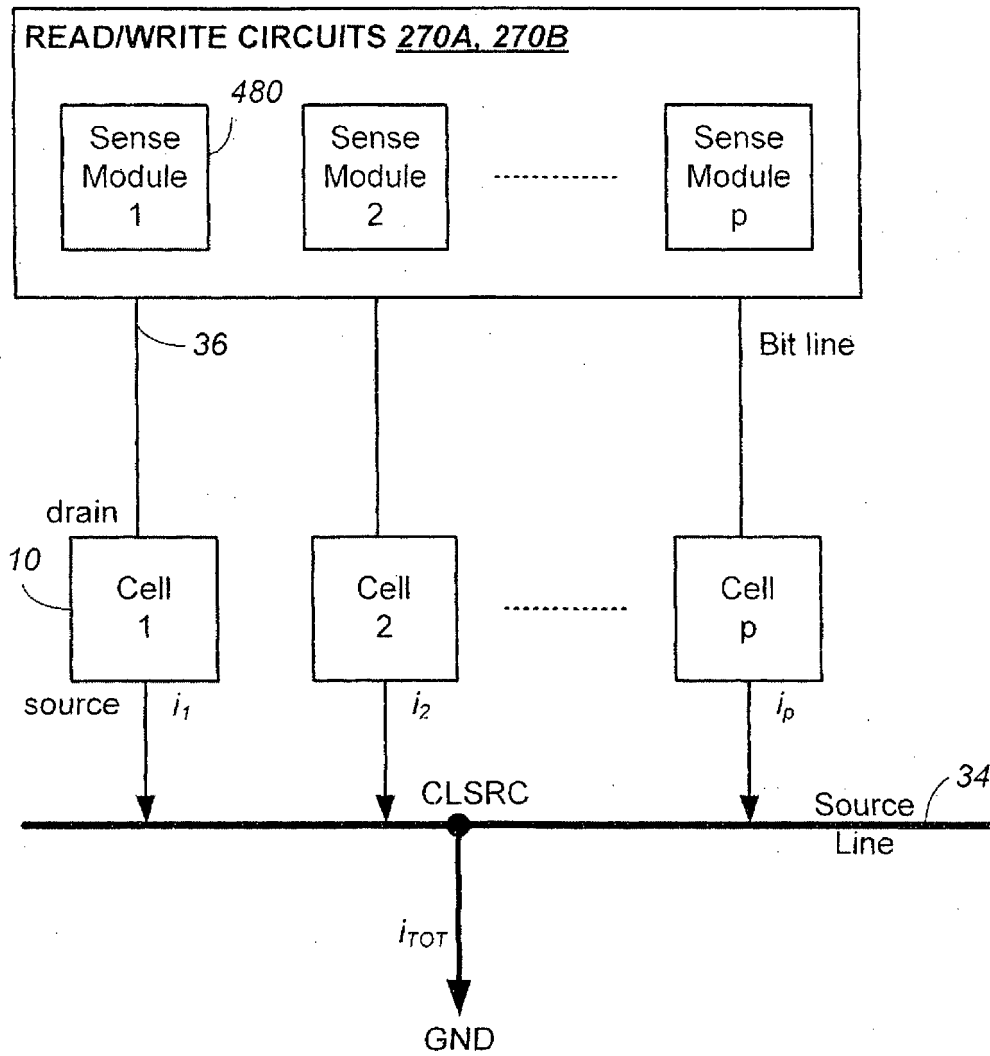 READ/WRITE CIRCUITS 270A, 270B
480
Sense Module 1
Sense Module 2
Sense Module p
36
Bit line
drain
10
Cell 1
Cell 2
Cell p
source
i1
i2
ip
34
CLSRC
Source Line
iTOT
GND